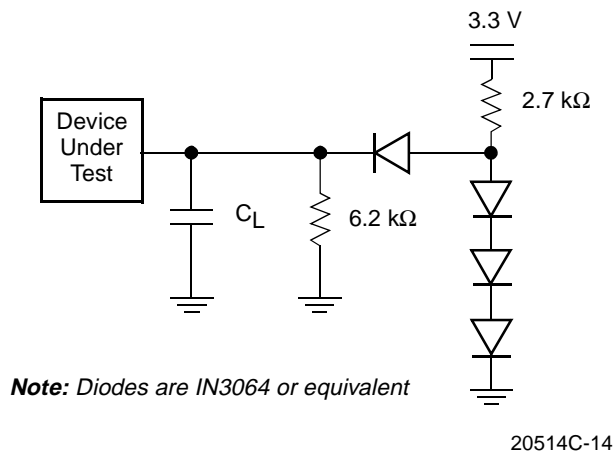 3.3 V
2.7 kΩ
Device
Under
Test
CL
6.2 kΩ
Note: Diodes are IN3064 or equivalent
20514C-14